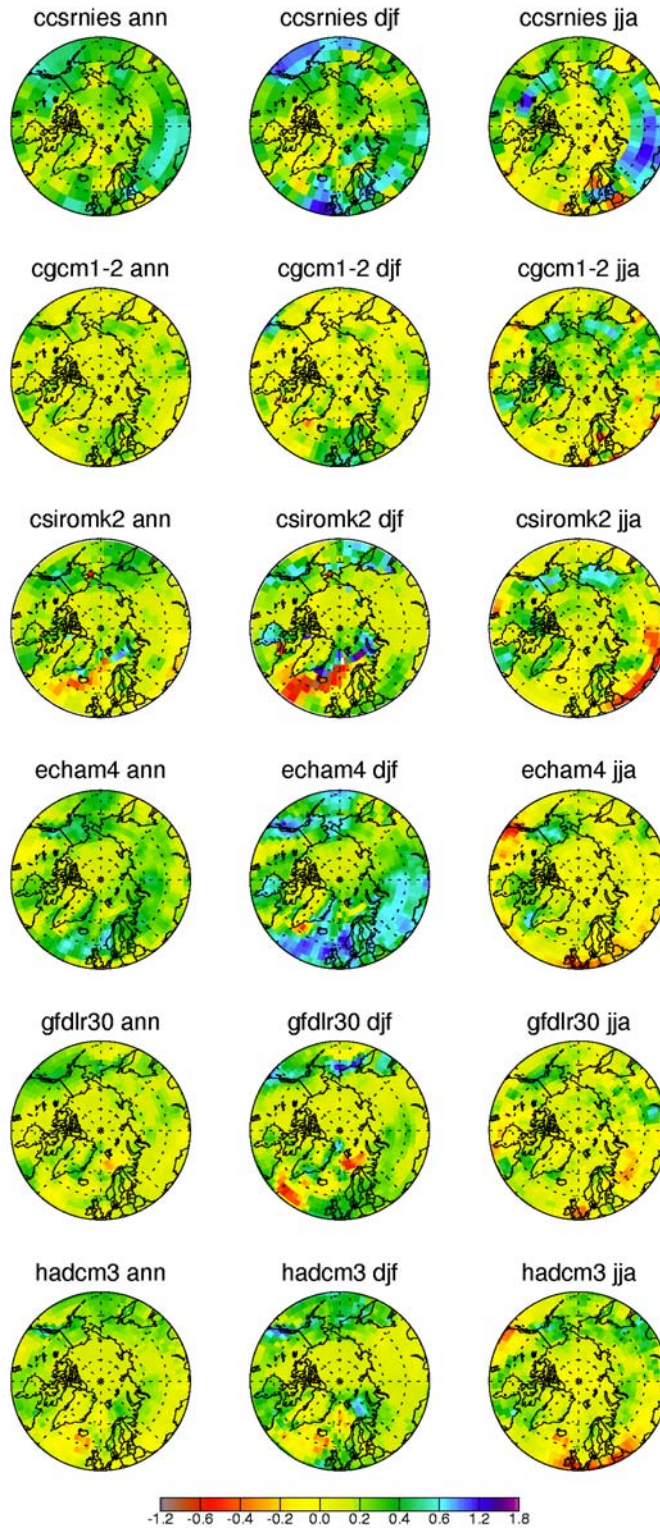 ccsrnies ann ccsrnies djf ccsrnies jja
cgcm1-2 ann cgcm1-2 djf cgcm1-2 jja
csiromk2 ann csiromk2 djf csiromk2 jja
echam4 ann echam4 djf echam4 jja
gfdlr30 ann gfdlr30 djf gfdlr30 jja
hadcm3 ann hadcm3 djf hadcm3 jja
-1.2 -0.6 -0.4 -0.2 0.0 0.2 0.4 0.6 1.2 1.8